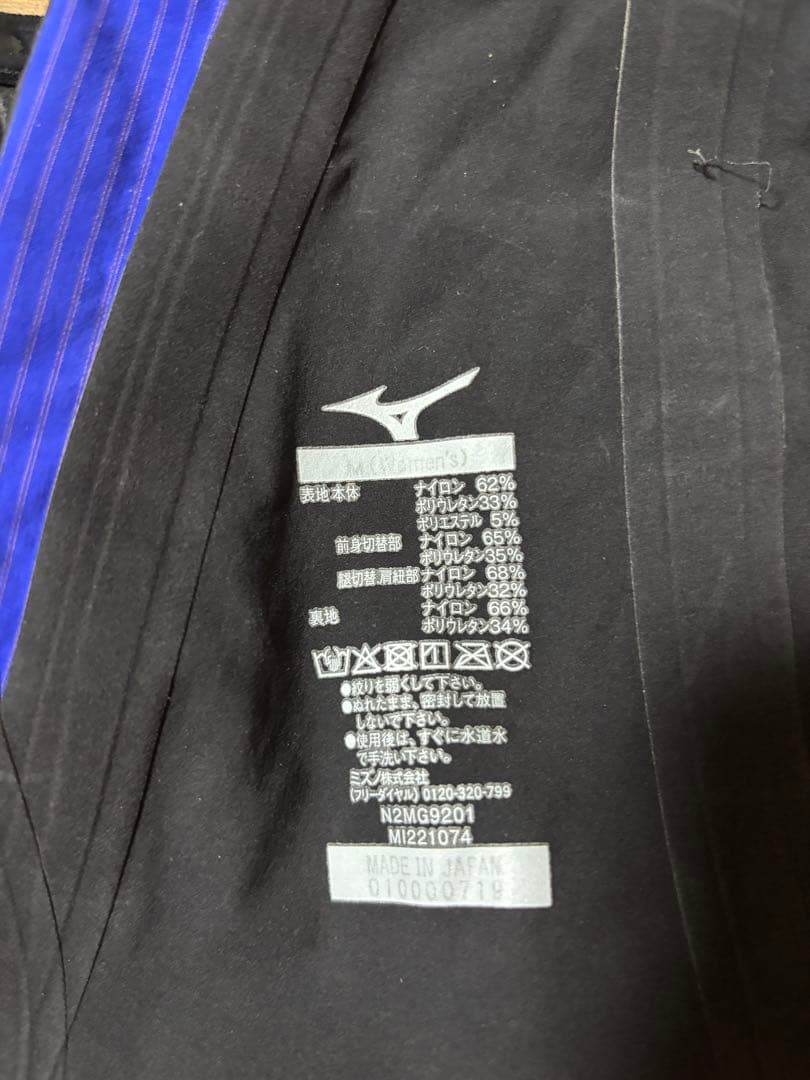 M (Women's)
表地 本体 ナイロン 62%
ポリウレタン33%
ポリエステル 5%
前身切替部 ナイロン 65%
ポリウレタン35%
腿切替、肩紐部 ナイロン 68%
ポリウレタン32%
裏地 ナイロン 66%
ポリウレタン34%
●絞りを弱くして下さい。
●ぬれたまま、密封して放置
しないで下さい。
●使用後は、すぐに水道水
で手洗い下さい。
ミズノ株式会社
(フリーダイヤル) 0120-320-799
N2MG9201
MI221074
MADE IN JAPAN
010000719